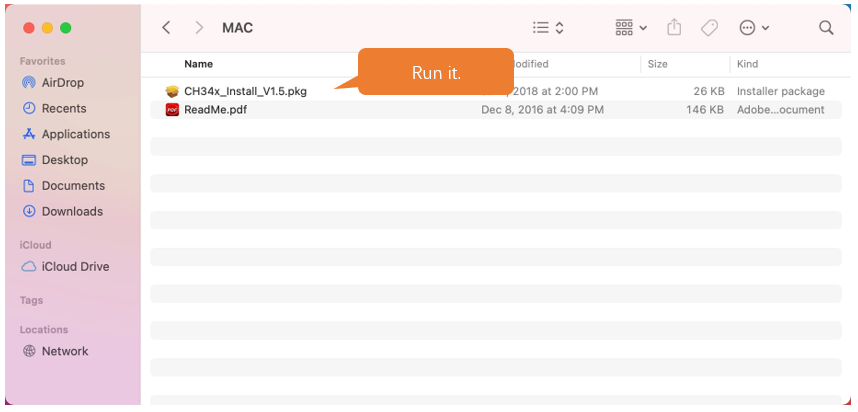 MAC
Favorites
AirDrop
Recents
Applications
Desktop
Documents
Downloads
iCloud
iCloud Drive
Tags
Locations
Network
Name
odified
Size
Kind
Run it.
CH34x_Install_V1.5.pkg
2018 at 2:00 PM
26 KB
Installer package
PDF
ReadMe.pdf
Dec 8, 2016 at 4:09 PM
146 KB
Adobe...ocument